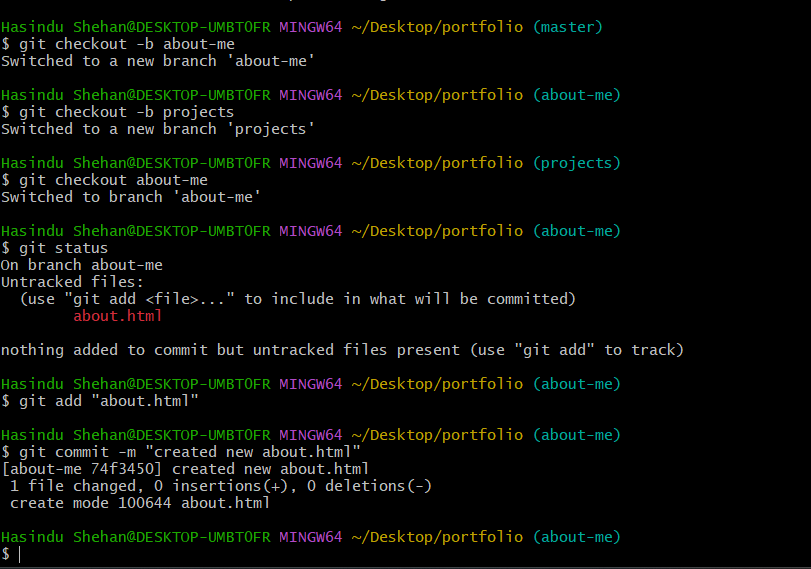 Hasindu Shehan@DESKTOP-UMBT0FR MINGW64 ~/Desktop/portfolio (master)
$ git checkout -b about-me
Switched to a new branch 'about-me'
Hasindu Shehan@DESKTOP-UMBT0FR MINGW64 ~/Desktop/portfolio (about-me)
$ git checkout -b projects
Switched to a new branch 'projects'
Hasindu Shehan@DESKTOP-UMBT0FR MINGW64 ~/Desktop/portfolio (projects)
$ git checkout about-me
Switched to branch 'about-me'
Hasindu Shehan@DESKTOP-UMBT0FR MINGW64 ~/Desktop/portfolio (about-me)
$ git status
On branch about-me
Untracked files:
  (use "git add <file>..." to include in what will be committed)
        about.html
nothing added to commit but untracked files present (use "git add" to track)
Hasindu Shehan@DESKTOP-UMBT0FR MINGW64 ~/Desktop/portfolio (about-me)
$ git add "about.html"
Hasindu Shehan@DESKTOP-UMBT0FR MINGW64 ~/Desktop/portfolio (about-me)
$ git commit -m "created new about.html"
[about-me 74f3450] created new about.html
 1 file changed, 0 insertions(+), 0 deletions(-)
 create mode 100644 about.html
Hasindu Shehan@DESKTOP-UMBT0FR MINGW64 ~/Desktop/portfolio (about-me)
$